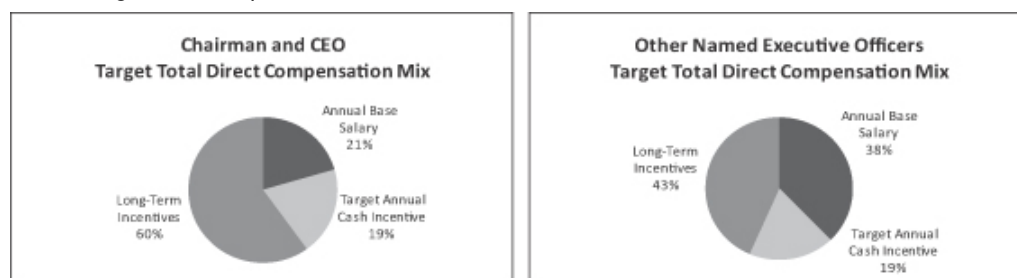 Chairman and CEO
Target Total Direct Compensation Mix
Annual Base
Salary
21%
Long-Term
Incentives
60%
Target Annual
Cash Incentive
19%
Other Named Executive Officers
Target Total Direct Compensation Mix
Annual Base
Salary
38%
Long-Term
Incentives
43%
Target Annual
Cash Incentive
19%